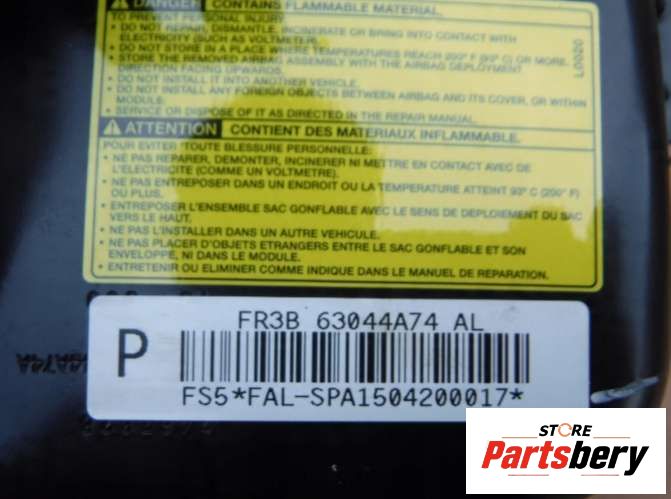 DANGER CONTAINS FLAMMABLE MATERIAL.
TO PREVENT PERSONAL INJURY:
• DO NOT REPAIR, DISMANTLE, INCINERATE OR BRING INTO CONTACT WITH
ELECTRICITY (SUCH AS VOLTMETER).
• DO NOT STORE IN A PLACE WHERE TEMPERATURES REACH 200° F (93° C) OR MORE.
• STORE THE REMOVED AIRBAG ASSEMBLY WITH THE AIRBAG DEPLOYMENT
DIRECTION FACING UPWARDS.
• DO NOT INSTALL IT INTO ANOTHER VEHICLE.
• DO NOT INSTALL ANY FOREIGN OBJECTS BETWEEN AIRBAG AND ITS COVER, OR WITHIN
MODULE.
• SERVICE OR DISPOSE OF IT AS DIRECTED IN THE REPAIR MANUAL.
L0020
ATTENTION CONTIENT DES MATERIAUX INFLAMMABLE.
POUR EVITER TOUTE BLESSURE PERSONNELLE:
• NE PAS REPARER, DEMONTER, INCINERER NI METTRE EN CONTACT AVEC DE
L'ELECTRICITE (COMME UN VOLTMETRE).
• NE PAS ENTREPOSER DANS UN ENDROIT OU LA TEMPERATURE ATTEINT 93° C (200° F)
OU PLUS.
• ENTREPOSER L'ENSEMBLE SAC GONFLABLE AVEC LE SENS DE DEPLOIEMENT DU SAC
VERS LE HAUT.
• NE PAS L'INSTALLER DANS UN AUTRE VEHICULE.
• NE PAS PLACER D'OBJETS ETRANGERS ENTRE LE SAC GONFLABLE ET SON
ENVELOPPE, NI DANS LE MODULE.
• ENTRETENIR OU ELIMINER COMME INDIQUE DANS LE MANUEL DE REPARATION.
FR3B 63044A74 AL
P
FS5*FAL-SPA1504200017*
STORE
Partsbery